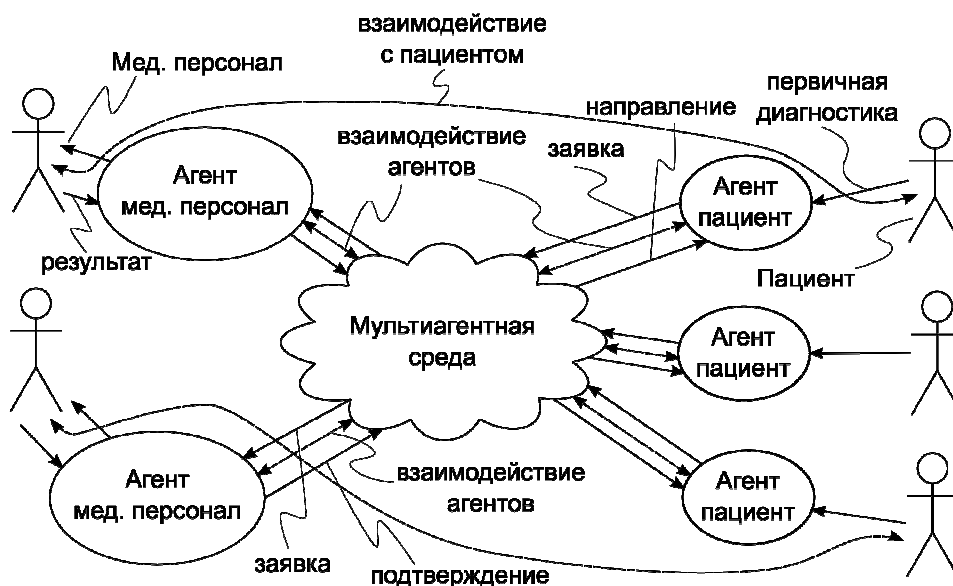 взаимодействие
с пациентом
Мед. персонал
первичная
диагностика
направление
взаимодействие
агентов
заявка
Агент
мед. персонал
Агент
пациент
результат
Пациент
Мультиагентная
среда
Агент
пациент
Агент
мед. персонал
взаимодействие
агентов
Агент
пациент
заявка
подтверждение